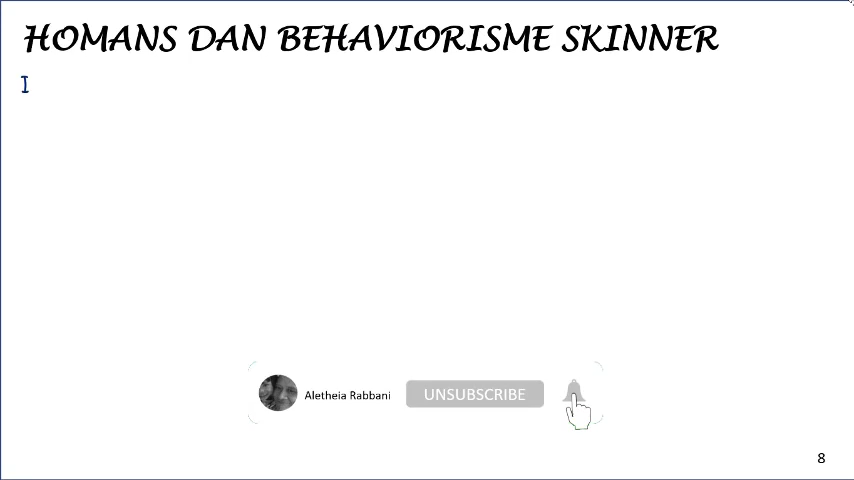 HOMANS DAN BEHAVIORISME SKINNER
Aletheia Rabbani
UNSUBSCRIBE
8